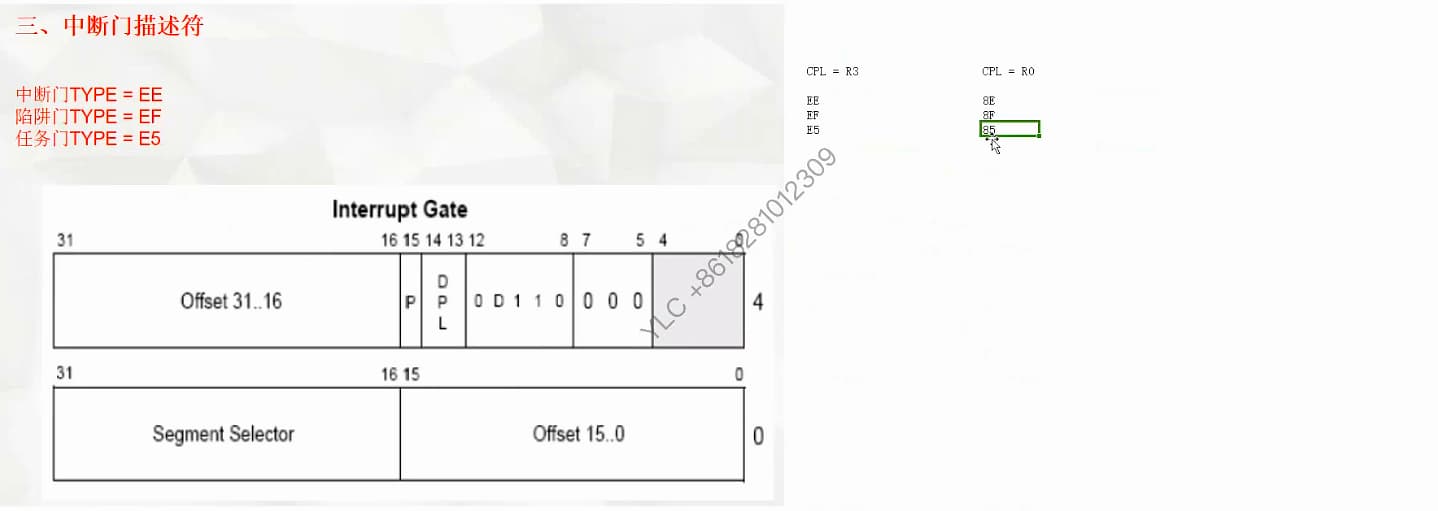 三、中断门描述符
中断门TYPE = EE
陷阱门TYPE = EF
任务门TYPE = E5
Interrupt Gate
31 16 15 14 13 12 8 7 5 4 0
Offset 31..16 P D P L 0 D 1 1 0 0 0 0 4
31 16 15 0
Segment Selector Offset 15..0 0
CPL = R3 CPL = R0
EE 8E
EF 8F
E5 85
YLC +8618281012309